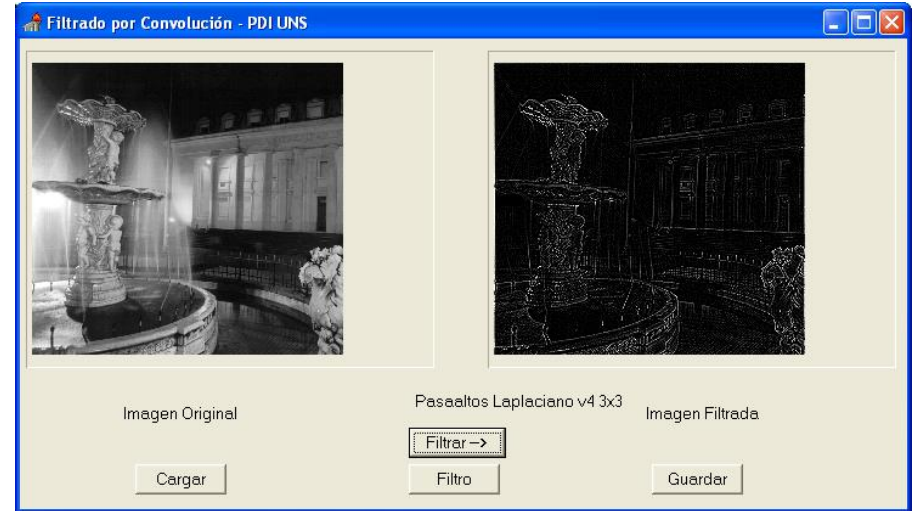 Filtrado por Convolución - PDI UNS
Pasaaltos Laplaciano v4 3x3
Imagen Original
Imagen Filtrada
Filtrar -->
Cargar
Filtro
Guardar